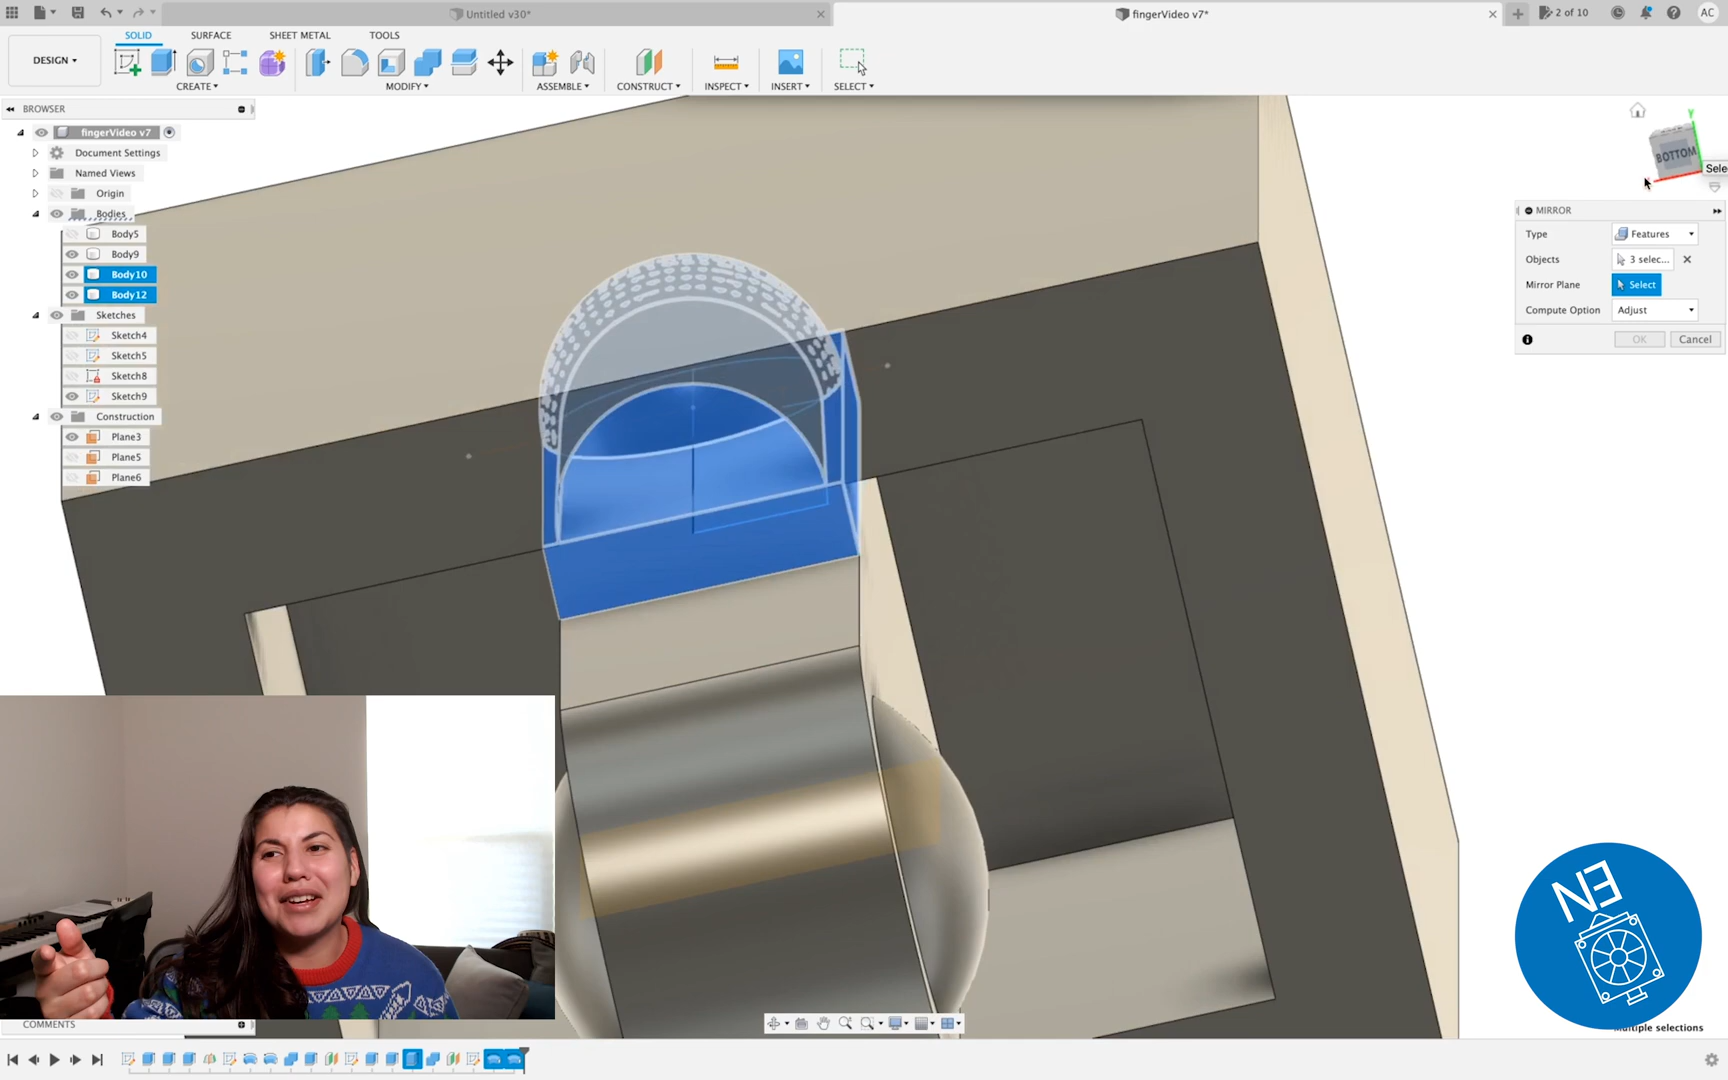 Untitled v30*
fingerVideo v7*
2 of 10
AC
DESIGN
SOLID
SURFACE
SHEET METAL
TOOLS
CREATE
MODIFY
ASSEMBLE
CONSTRUCT
INSPECT
INSERT
SELECT
BROWSER
fingerVideo v7
Document Settings
Named Views
Origin
Bodies
Body5
Body9
Body10
Body12
Sketches
Sketch4
Sketch5
Sketch8
Sketch9
Construction
Plane3
Plane5
Plane6
BOTTOM
Y
Sele
MIRROR
Type Features
Objects 3 selec...
Mirror Plane Select
Compute Option Adjust
OK Cancel
NE
Multiple selections
COMMENTS